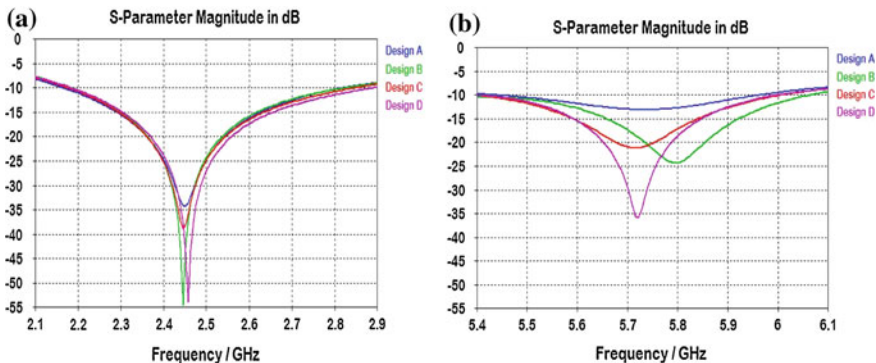 (a)
S-Parameter Magnitude in dB
0
-5
-10
-15
-20
-25
-30
-35
-40
-45
-50
-55
2.1
2.2
2.3
2.4
2.5
2.6
2.7
2.8
2.9
Frequency / GHz
Design A
Design B
Design C
Design D
(b)
S-Parameter Magnitude in dB
0
-5
-10
-15
-20
-25
-30
-35
-40
-45
-50
-55
5.4
5.5
5.6
5.7
5.8
5.9
6
6.1
Frequency / GHz
Design A
Design B
Design C
Design D